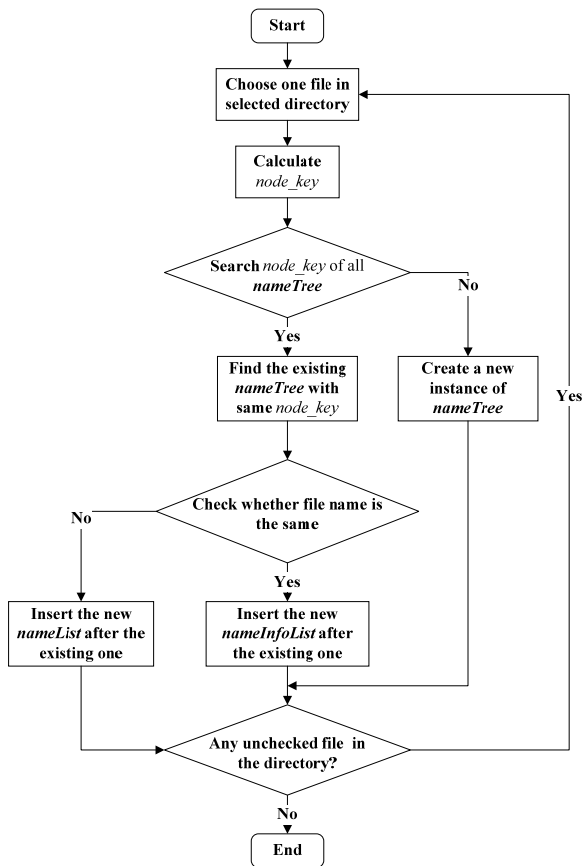 Start
Choose one file in
selected directory
Calculate
node_key
Search node_key of all
nameTree
No
Yes
Find the existing
nameTree with
same node_key
Create a new
instance of
nameTree
Yes
Check whether file name is
the same
No
Yes
Insert the new
nameList after the
existing one
Insert the new
nameInfoList after
the existing one
Any unchecked file in
the directory?
No
End